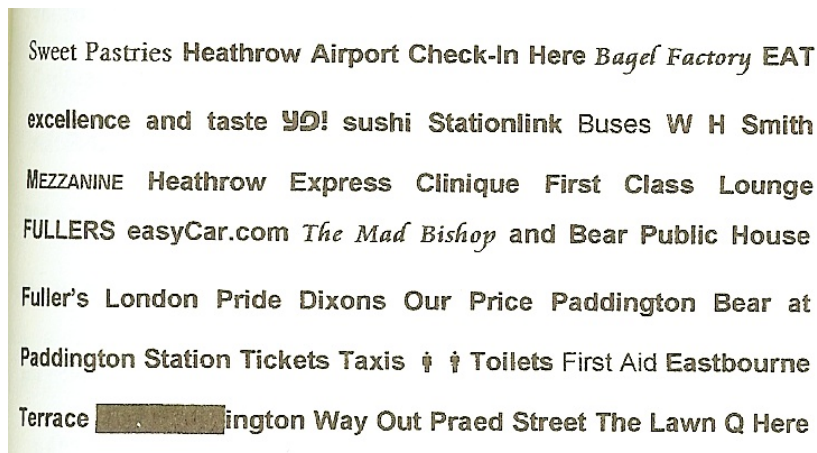 Sweet Pastries Heathrow Airport Check-In Here Bagel Factory EAT
excellence and taste YO! sushi Stationlink Buses W H Smith
MEZZANINE Heathrow Express Clinique First Class Lounge
FULLERS easyCar.com The Mad Bishop and Bear Public House
Fuller's London Pride Dixons Our Price Paddington Bear at
Paddington Station Tickets Taxis Toilets First Aid Eastbourne
Terrace ington Way Out Praed Street The Lawn Q Here